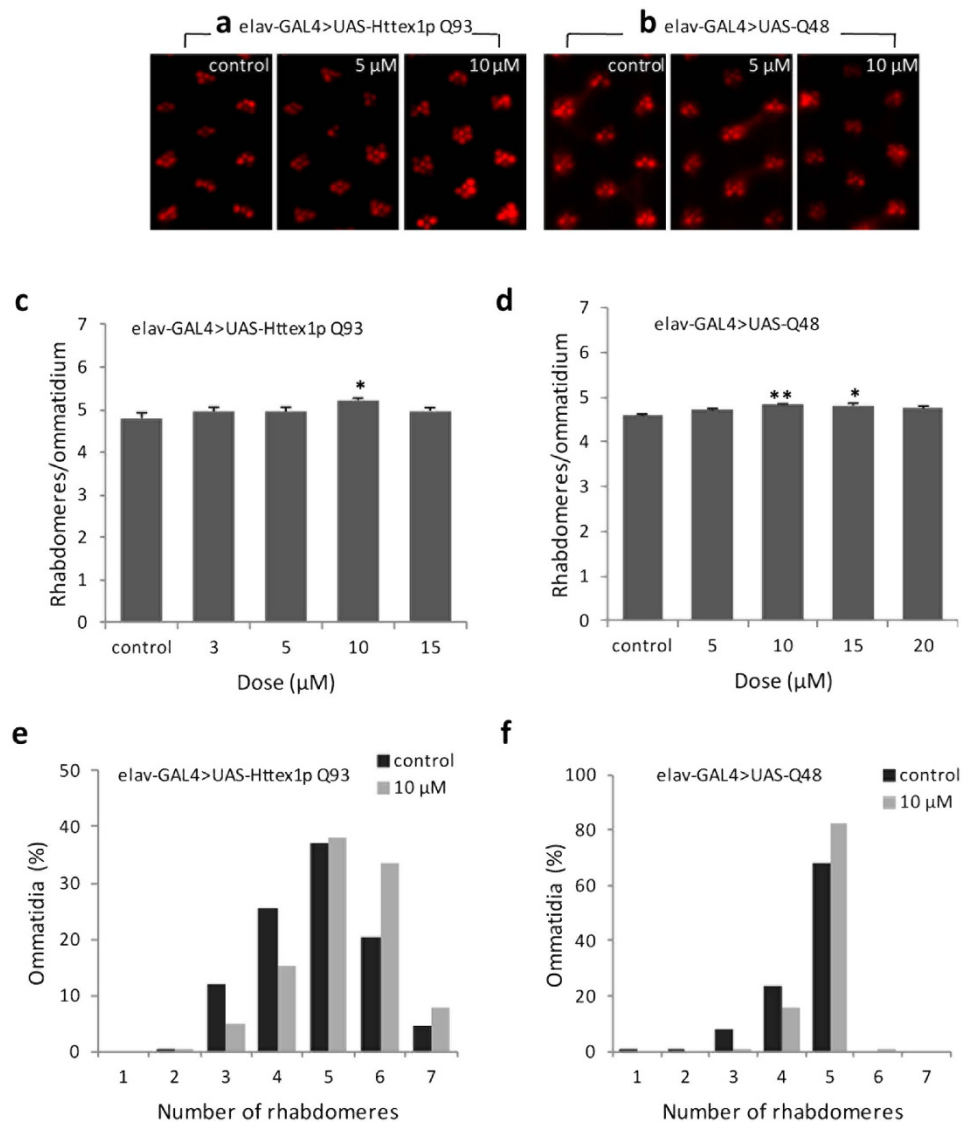 a
elav-GAL4>UAS-Httex1p Q93
control
5 µM
10 µM
b
elav-GAL4>UAS-Q48
control
5 µM
10 µM
c
elav-GAL4>UAS-Httex1p Q93
Rhabdomeres/ommatidium
7
6
5
4
3
2
1
0
*
control 3 5 10 15
Dose (µM)
d
elav-GAL4>UAS-Q48
Rhabdomeres/ommatidium
7
6
5
4
3
2
1
0
** *
control 5 10 15 20
Dose (µM)
e
elav-GAL4>UAS-Httex1p Q93
control
10 µM
Ommatidia (%)
50
40
30
20
10
0
1 2 3 4 5 6 7
Number of rhabdomeres
f
elav-GAL4>UAS-Q48
control
10 µM
Ommatidia (%)
100
80
60
40
20
0
1 2 3 4 5 6 7
Number of rhabdomeres